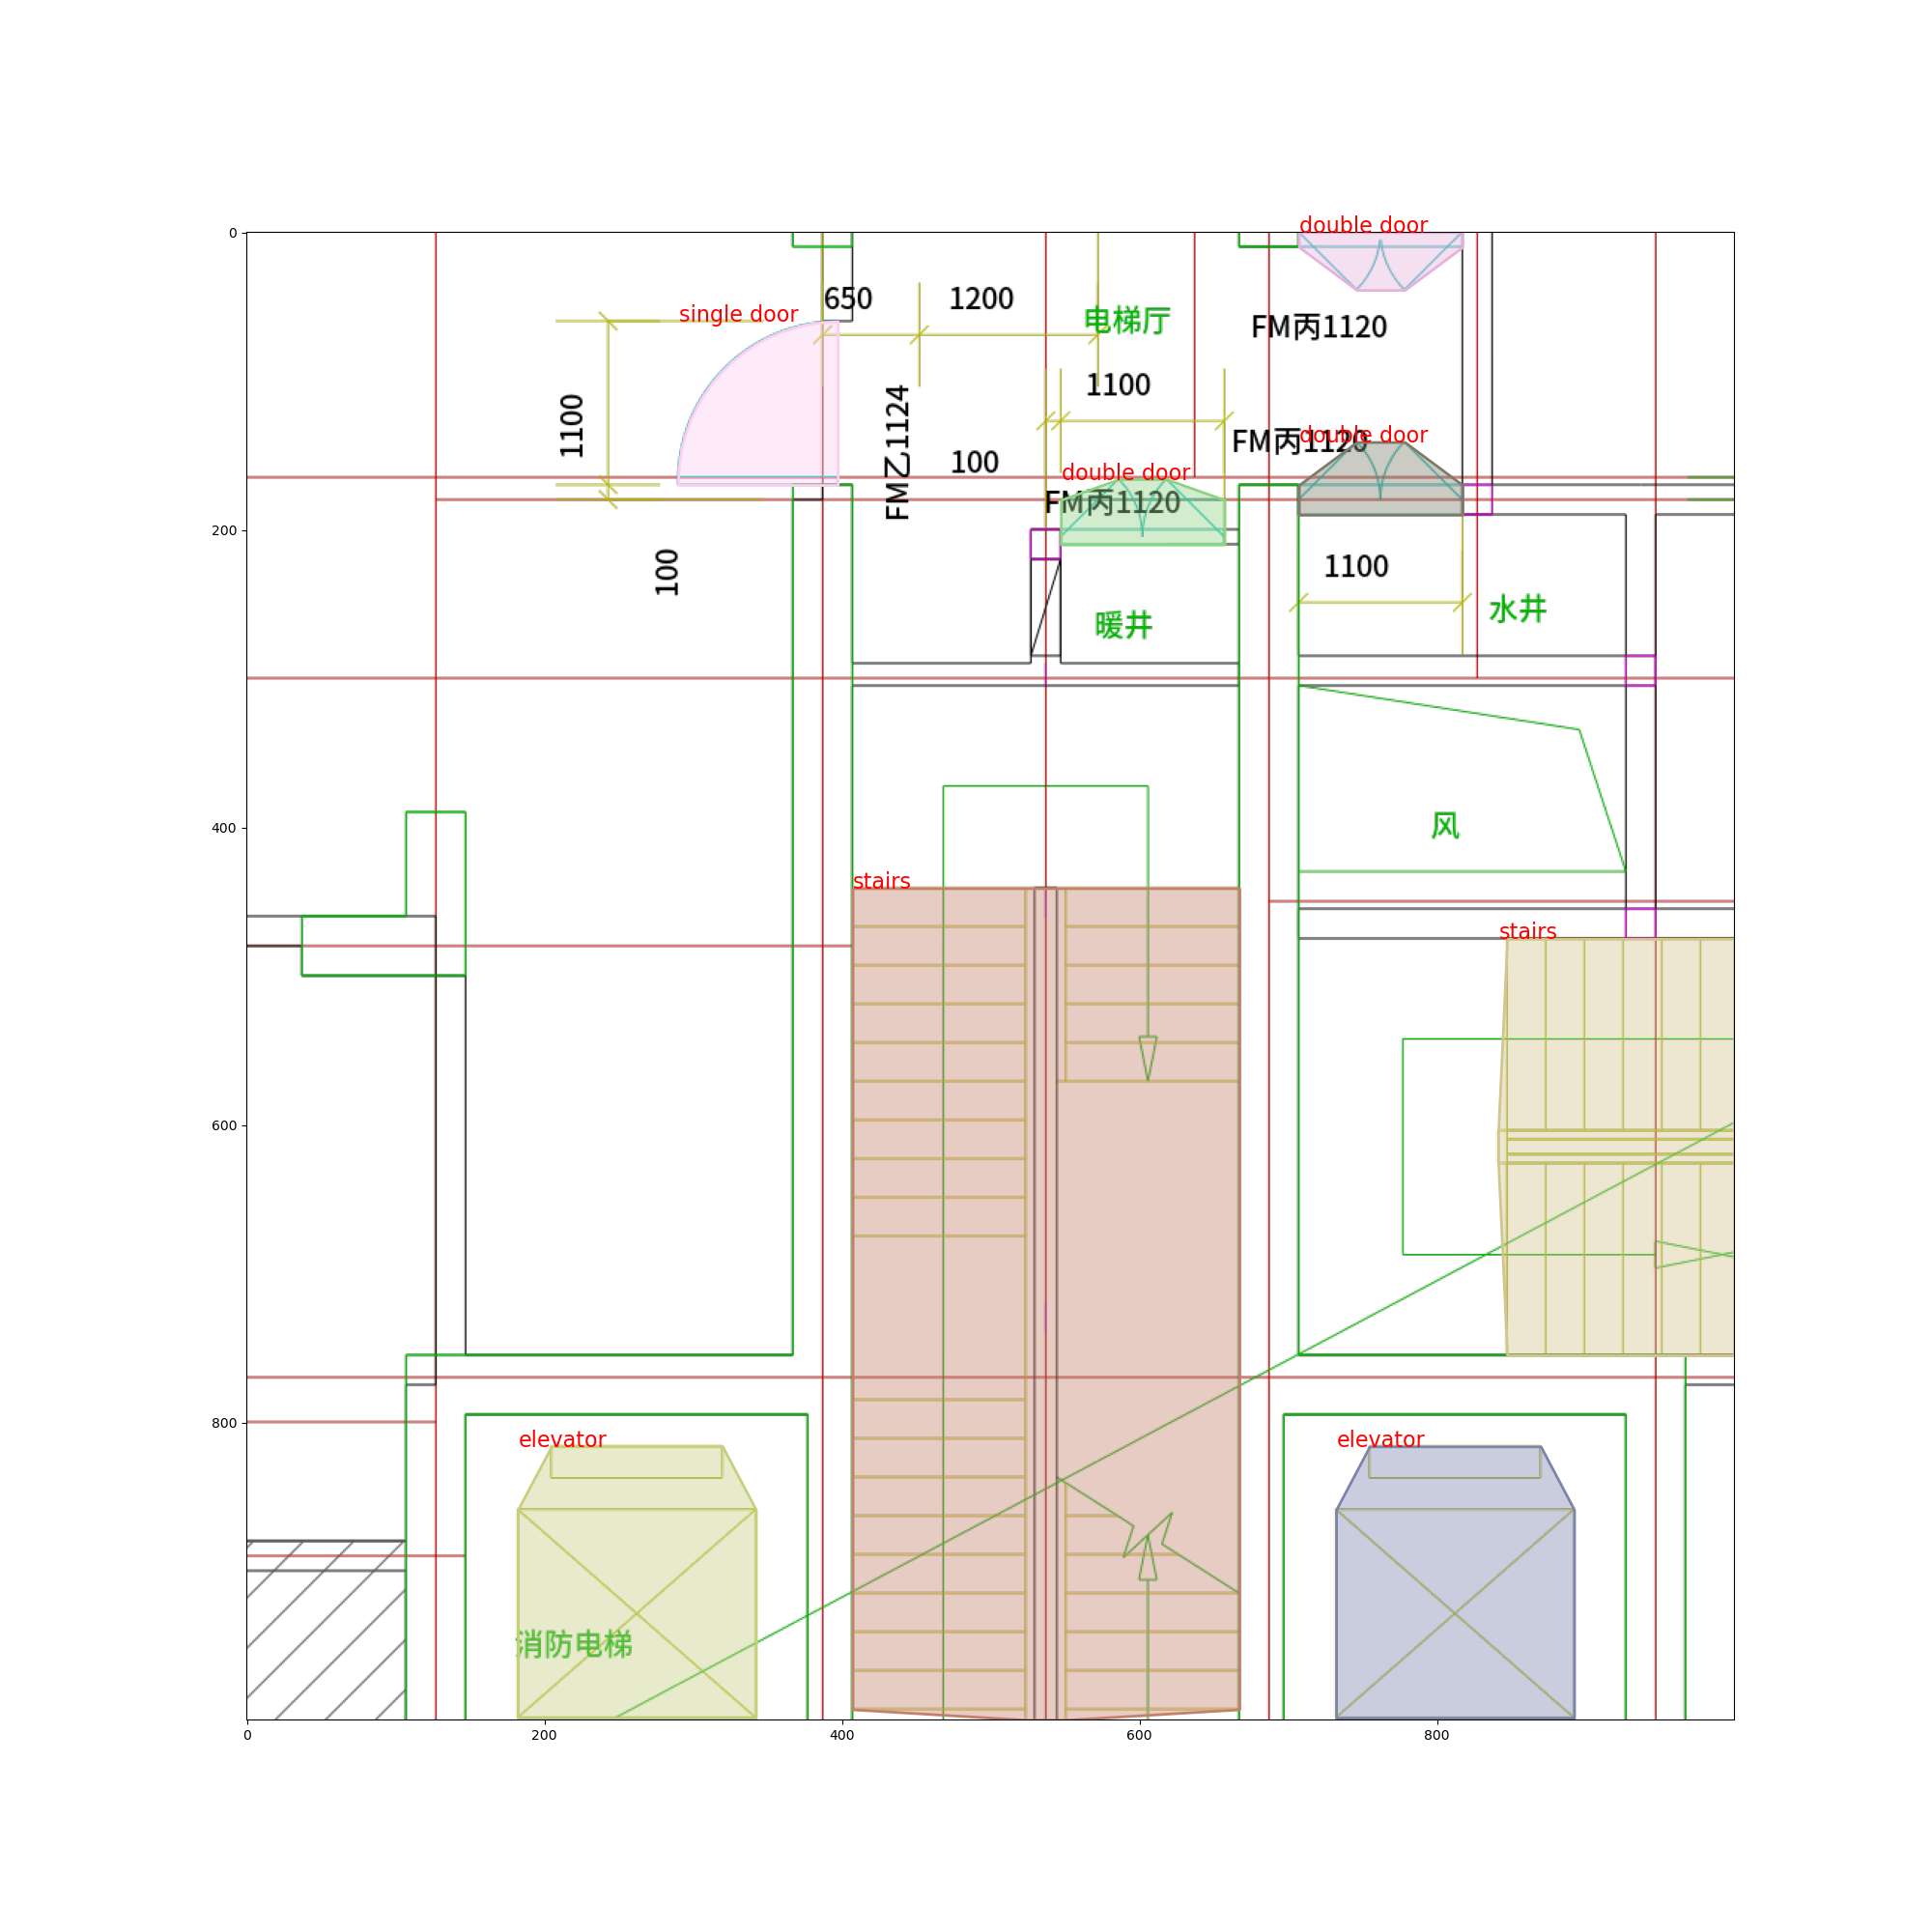 0
double door
650
1200
single door
电梯厅
FM丙1120
1100
1100
FM乙1124
FM丙1120
double door
100
double door
FM丙1120
200
100
1100
水井
暖井
400
风
stairs
stairs
600
800
elevator
elevator
消防电梯
0
200
400
600
800